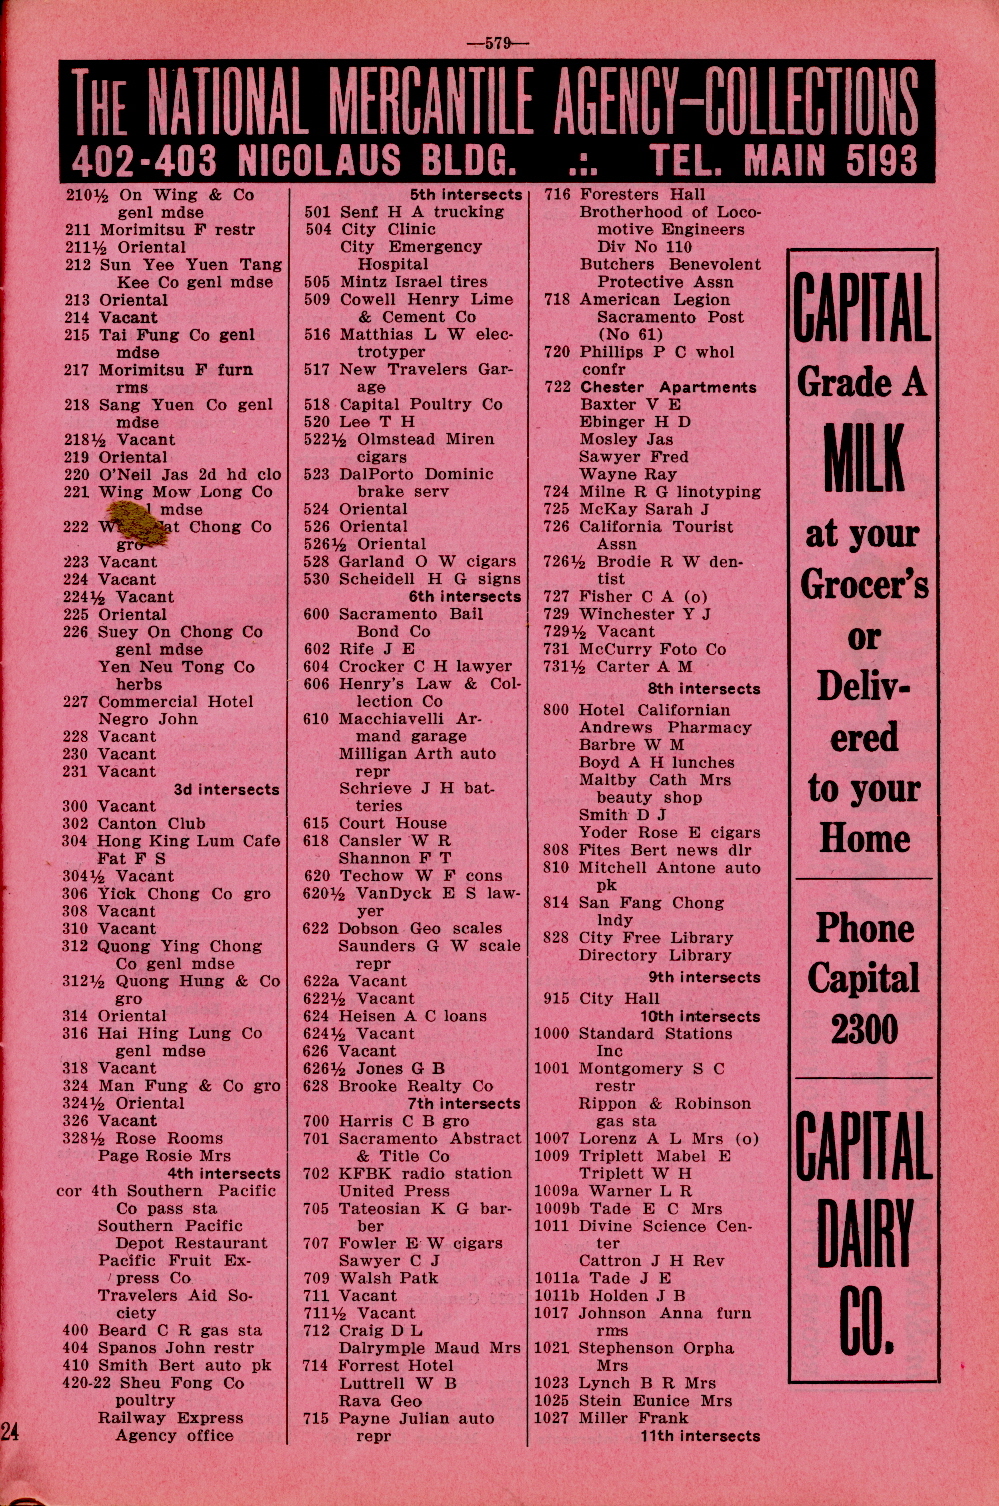 —579—
THE NATIONAL MERCANTILE AGENCY—COLLECTIONS
402-403 NICOLAUS BLDG. .:. TEL. MAIN 5193
210½ On Wing & Co
genl mdse
211 Morimitsu F restr
211½ Oriental
212 Sun Yee Yuen Tang
Kee Co genl mdse
213 Oriental
214 Vacant
215 Tai Fung Co genl
mdse
217 Morimitsu F furn
rms
218 Sang Yuen Co genl
mdse
218½ Vacant
219 Oriental
220 O'Neil Jas 2d hd clo
221 Wing Mow Long Co
mdse
222 Chong Co
gro
223 Vacant
224 Vacant
224½ Vacant
225 Oriental
226 Suey On Chong Co
genl mdse
Yen Neu Tong Co
herbs
227 Commercial Hotel
Negro John
228 Vacant
230 Vacant
231 Vacant
3d intersects
300 Vacant
302 Canton Club
304 Hong King Lum Cafe
Fat F S
304½ Vacant
306 Yick Chong Co gro
308 Vacant
310 Vacant
312 Quong Ying Chong
Co genl mdse
312½ Quong Hung & Co
gro
314 Oriental
316 Hai Hing Lung Co
genl mdse
318 Vacant
324 Man Fung & Co gro
324½ Oriental
326 Vacant
328½ Rose Rooms
Page Rosie Mrs
4th intersects
cor 4th Southern Pacific
Co pass sta
Southern Pacific
Depot Restaurant
Pacific Fruit Ex-
press Co
Travelers Aid So-
ciety
400 Beard C R gas sta
404 Spanos John restr
410 Smith Bert auto pk
420-22 Sheu Fong Co
poultry
Railway Express
Agency office
24
5th intersects
501 Senf H A trucking
504 City Clinic
City Emergency
Hospital
505 Mintz Israel tires
509 Cowell Henry Lime
& Cement Co
516 Matthias L W elec-
trotyper
517 New Travelers Gar-
age
518 Capital Poultry Co
520 Lee T H
522½ Olmstead Miren
cigars
523 DalPorto Dominic
brake serv
524 Oriental
526 Oriental
526½ Oriental
528 Garland O W cigars
530 Scheidell H G signs
6th intersects
600 Sacramento Bail
Bond Co
602 Rife J E
604 Crocker C H lawyer
606 Henry's Law & Col-
lection Co
610 Macchiavelli Ar-
mand garage
Milligan Arth auto
repr
Schrieve J H bat-
teries
615 Court House
618 Cansler W R
Shannon F T
620 Techow W F cons
620½ VanDyck E S law-
yer
622 Dobson Geo scales
Saunders G W scale
repr
622a Vacant
622½ Vacant
624 Heisen A C loans
624½ Vacant
626 Vacant
626½ Jones G B
628 Brooke Realty Co
7th intersects
700 Harris C B gro
701 Sacramento Abstract
& Title Co
702 KFBK radio station
United Press
705 Tateosian K G bar-
ber
707 Fowler E W cigars
Sawyer C J
709 Walsh Patk
711 Vacant
711½ Vacant
712 Craig D L
Dalrymple Maud Mrs
714 Forrest Hotel
Luttrell W B
Rava Geo
715 Payne Julian auto
repr
716 Foresters Hall
Brotherhood of Loco-
motive Engineers
Div No 110
Butchers Benevolent
Protective Assn
718 American Legion
Sacramento Post
(No 61)
720 Phillips P C whol
confr
722 Chester Apartments
Baxter V E
Ebinger H D
Mosley Jas
Sawyer Fred
Wayne Ray
724 Milne R G linotyping
725 McKay Sarah J
726 California Tourist
Assn
726½ Brodie R W den-
tist
727 Fisher C A (o)
729 Winchester Y J
729½ Vacant
731 McCurry Foto Co
731½ Carter A M
8th intersects
800 Hotel Californian
Andrews Pharmacy
Barbre W M
Boyd A H lunches
Maltby Cath Mrs
beauty shop
Smith D J
Yoder Rose E cigars
808 Fites Bert news dlr
810 Mitchell Antone auto
pk
814 San Fang Chong
lndy
828 City Free Library
Directory Library
9th intersects
915 City Hall
10th intersects
1000 Standard Stations
Inc
1001 Montgomery S C
restr
Rippon & Robinson
gas sta
1007 Lorenz A L Mrs (o)
1009 Triplett Mabel E
Triplett W H
1009a Warner L R
1009b Tade E C Mrs
1011 Divine Science Cen-
ter
Cattron J H Rev
1011a Tade J E
1011b Holden J B
1017 Johnson Anna furn
rms
1021 Stephenson Orpha
Mrs
1023 Lynch B R Mrs
1025 Stein Eunice Mrs
1027 Miller Frank
11th intersects
CAPITAL
Grade A
MILK
at your
Grocer's
or
Deliv-
ered
to your
Home
Phone
Capital
2300
CAPITAL
DAIRY
CO.